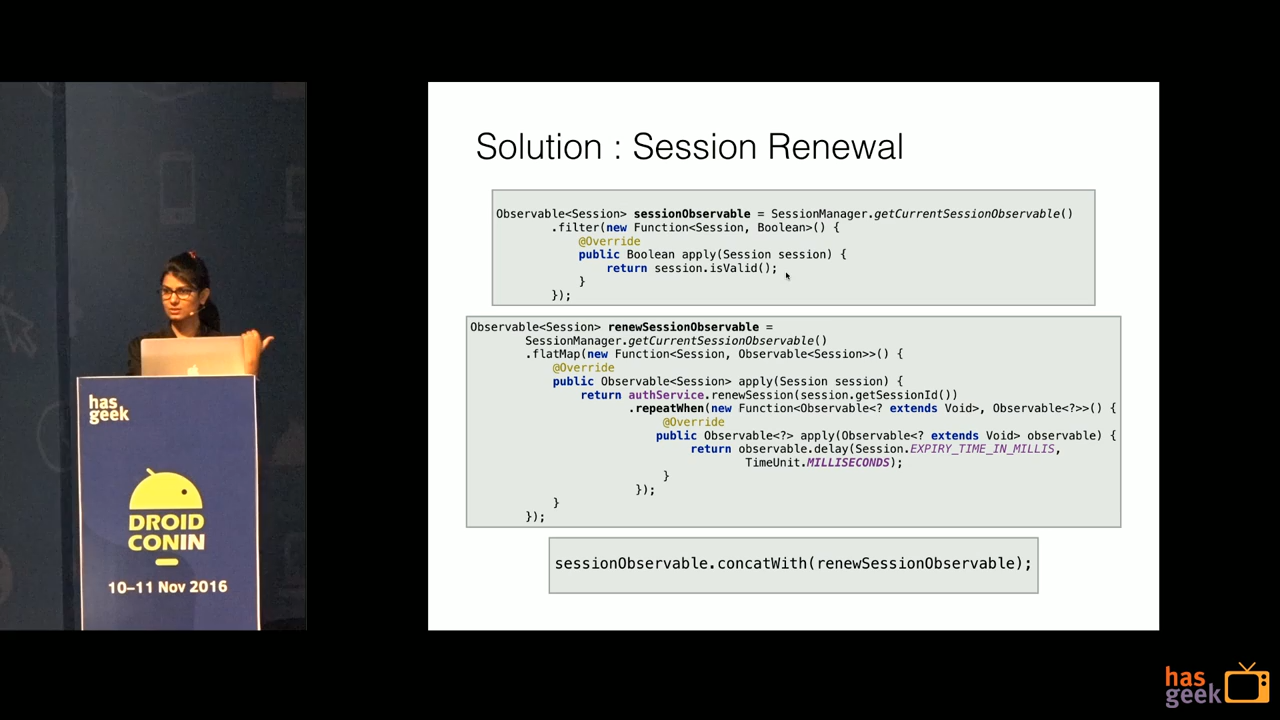 Solution : Session Renewal
Observable<Session> sessionObservable = SessionManager.getCurrentSessionObservable()
.filter(new Function<Session, Boolean>() {
@Override
public Boolean apply(Session session) {
return session.isValid();
}
});
Observable<Session> renewSessionObservable =
SessionManager.getCurrentSessionObservable()
.flatMap(new Function<Session, Observable<Session>>() {
@Override
public Observable<Session> apply(Session session) {
return authService.renewSession(session.getSessionId())
.repeatWhen(new Function<Observable<? extends Void>, Observable<?>>() {
@Override
public Observable<?> apply(Observable<? extends Void> observable) {
return observable.delay(Session.EXPIRY_TIME_IN_MILLIS,
TimeUnit.MILLISECONDS);
}
});
}
});
sessionObservable.concatWith(renewSessionObservable);
has
geek
DROID
CONIN
10–11 Nov 2016
has
geek